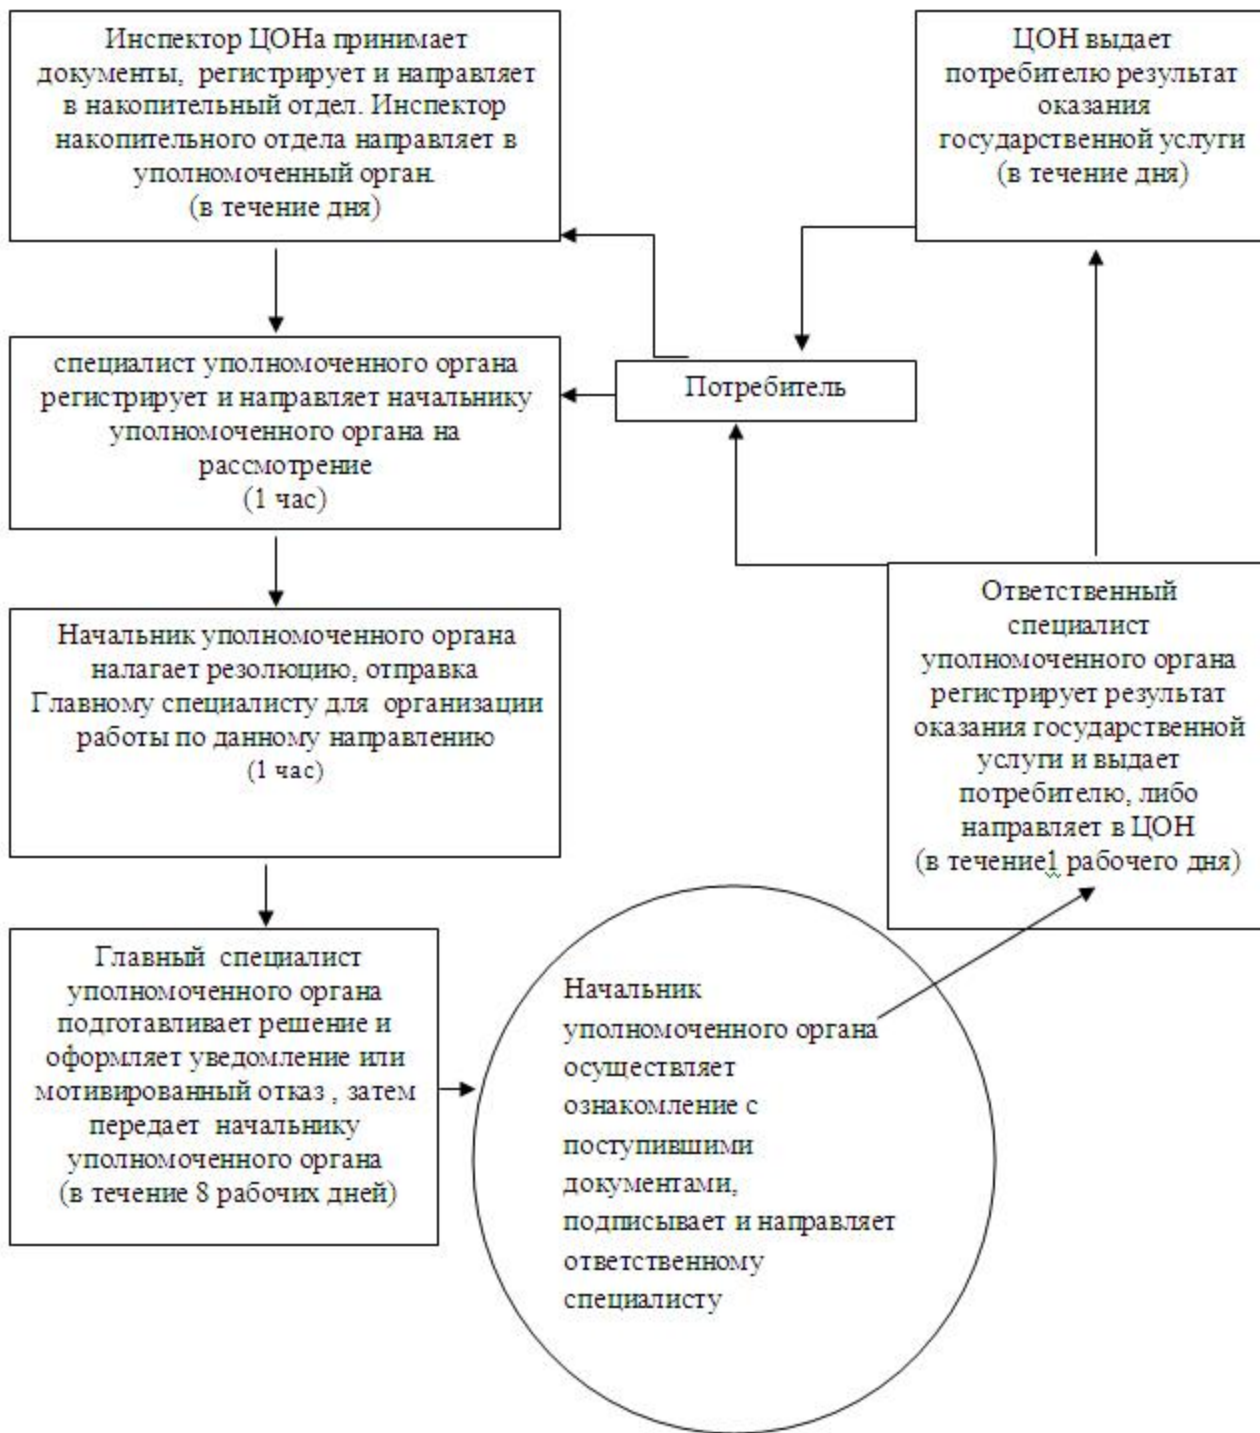 Инспектор ЦОНа принимает
документы, регистрирует и направляет
в накопительный отдел. Инспектор
накопительного отдела направляет в
уполномоченный орган.
(в течение дня)
ЦОН выдает
потребителю результат
оказания
государственной услуги
(в течение дня)
специалист уполномоченного органа
регистрирует и направляет начальнику
уполномоченного органа на
рассмотрение
(1 час)
Потребитель
Начальник уполномоченного органа
налагает резолюцию, отправка
Главному специалисту для организации
работы по данному направлению
(1 час)
Ответственный
специалист
уполномоченного органа
регистрирует результат
оказания государственной
услуги и выдает
потребителю, либо
направляет в ЦОН
(в течение1 рабочего дня)
Главный специалист
уполномоченного органа
подготавливает решение и
оформляет уведомление или
мотивированный отказ , затем
передает начальнику
уполномоченного органа
(в течение 8 рабочих дней)
Начальник
уполномоченного органа
осуществляет
ознакомление с
поступившими
документами,
подписывает и направляет
ответственному
специалисту